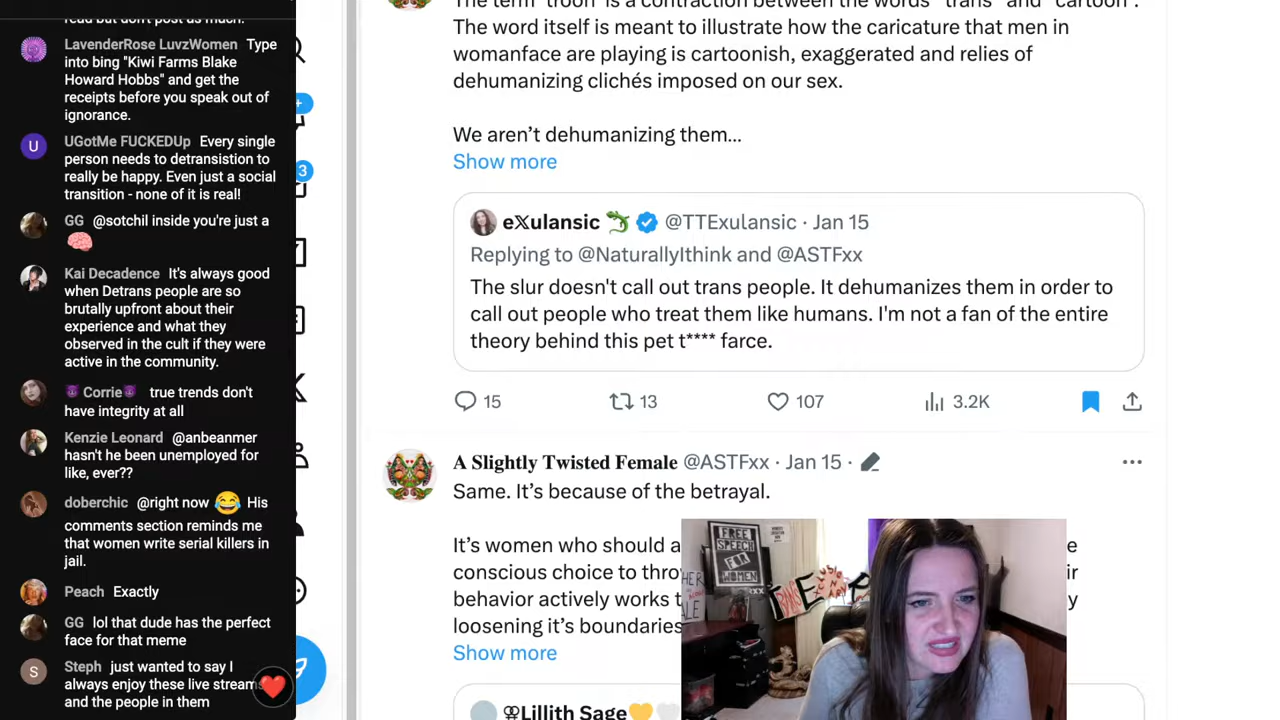 read but don't post as much.
LavenderRose LuvzWomen Type
into bing "Kiwi Farms Blake
Howard Hobbs" and get the
receipts before you speak out of
ignorance.
U
UGotMe FUCKEDUp Every single
person needs to detransistion to
really be happy. Even just a social
transition - none of it is real!
GG @sotchil inside you're just a
🧠
Kai Decadence It's always good
when Detrans people are so
brutally upfront about their
experience and what they
observed in the cult if they were
active in the community.
😈 Corrie😈 true trends don't
have integrity at all
Kenzie Leonard @anbeanmer
hasn't he been unemployed for
like, ever??
doberchic @right now 😂 His
comments section reminds me
that women write serial killers in
jail.
Peach Exactly
GG lol that dude has the perfect
face for that meme
S
Steph just wanted to say I
always enjoy these live streams
and the people in them
3
The term "troon" is a contraction between the words "trans" and "cartoon".
The word itself is meant to illustrate how the caricature that men in
womanface are playing is cartoonish, exaggerated and relies of
dehumanizing clichés imposed on our sex.
We aren't dehumanizing them...
Show more
e𝕏ulansic 🦎 @TTExulansic · Jan 15
Replying to @NaturallyIthink and @ASTFxx
The slur doesn't call out trans people. It dehumanizes them in order to
call out people who treat them like humans. I'm not a fan of the entire
theory behind this pet t**** farce.
15 13 107 3.2K
A Slightly Twisted Female @ASTFxx · Jan 15 ·
Same. It's because of the betrayal.
It's women who should a
conscious choice to thro
behavior actively works t
loosening it's boundaries
Show more
Lillith Sage💛🤍
FREE
SPEECH
FOR
WOMEN